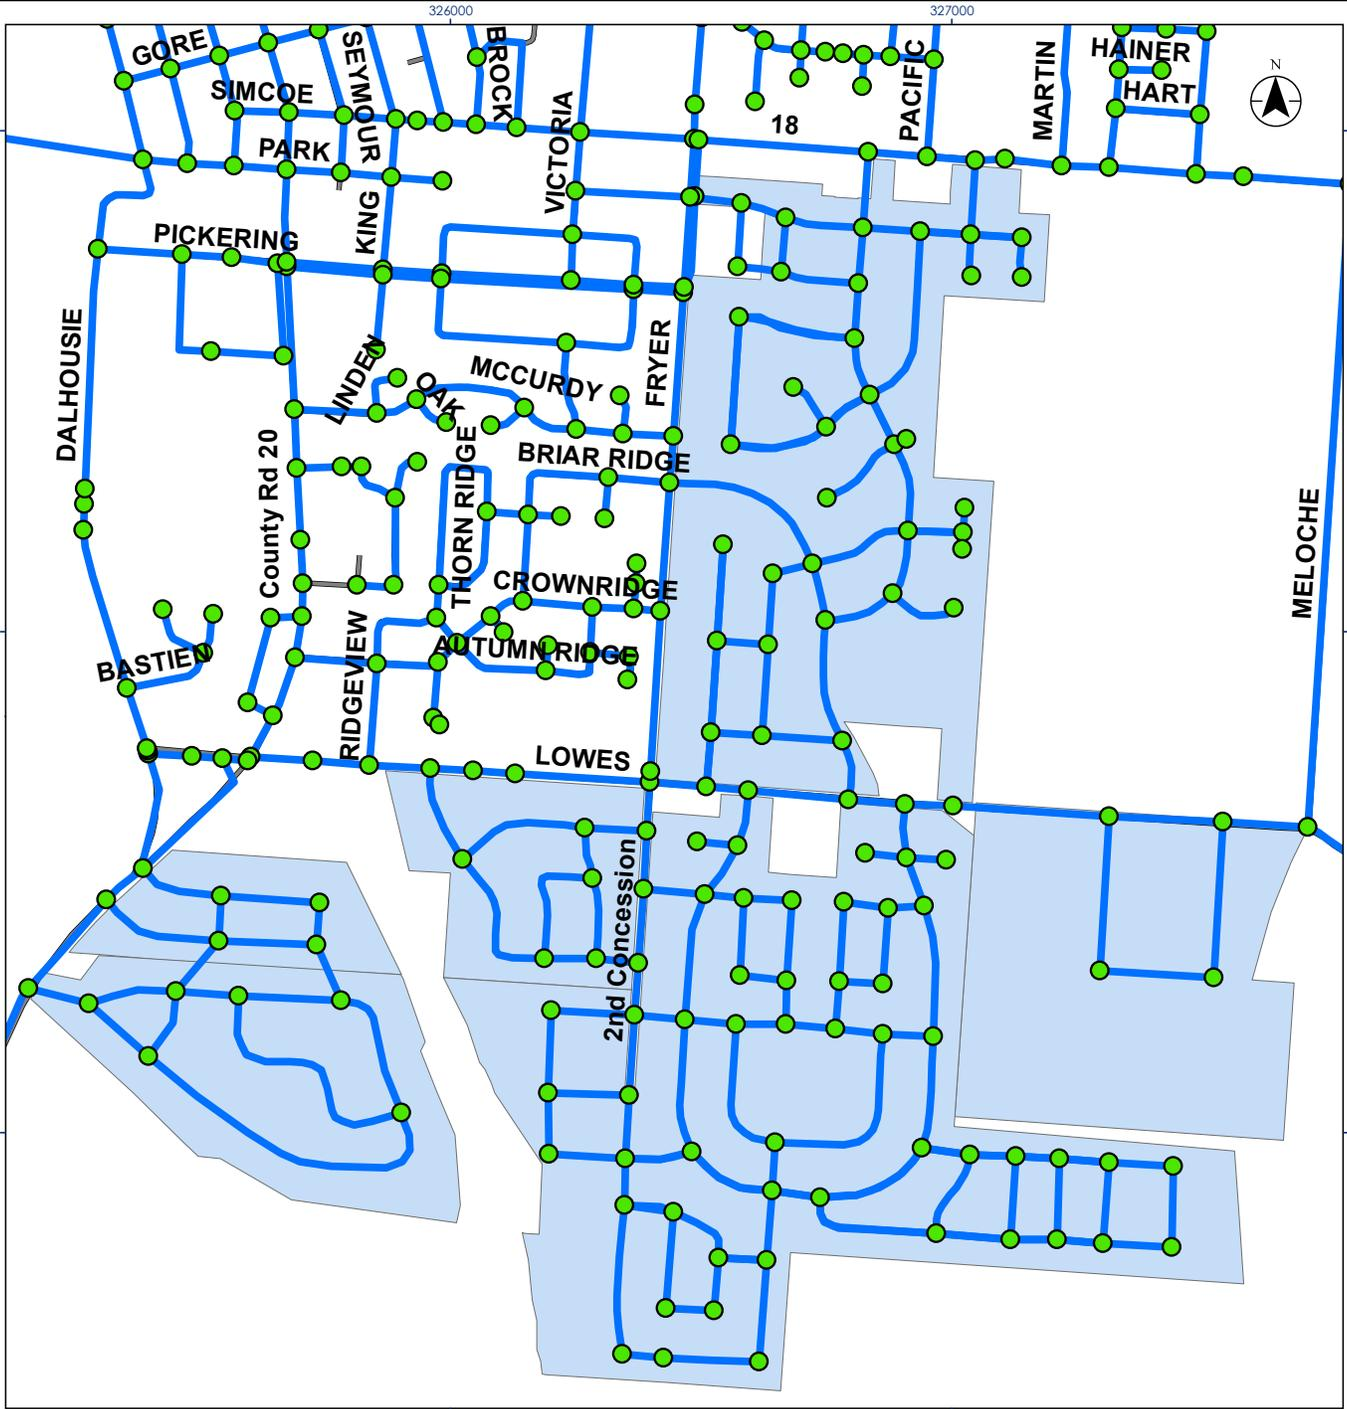 326000
327000
GORE
SEYMOUR
BROCK
PACIFIC
MARTIN
HAINER
N
SIMCOE
HART
VICTORIA
18
PARK
KING
PICKERING
DALHOUSIE
LINDEN
OAK
MCCURDY
FRYER
County Rd 20
THORN RIDGE
BRIAR RIDGE
MELOCHE
CROWNRIDGE
RIDGEVIEW
AUTUMN RIDGE
BASTIEN
LOWES
2nd Concession